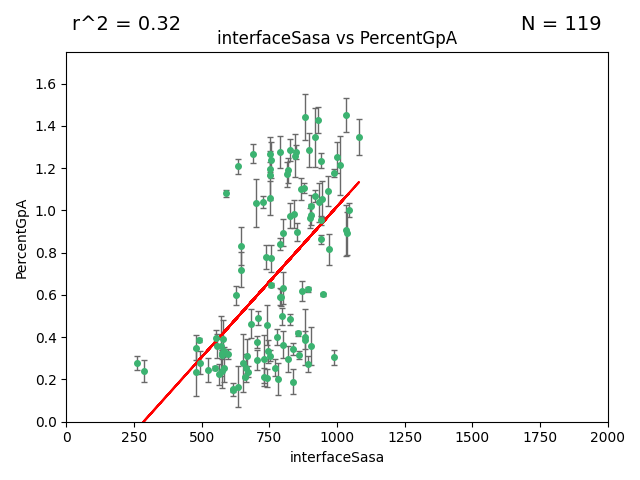 r^2 = 0.32
N = 119
interfaceSasa vs PercentGpA
PercentGpA
1.6
1.4
1.2
1.0
0.8
0.6
0.4
0.2
0.0
0 250 500 750 1000 1250 1500 1750 2000
interfaceSasa